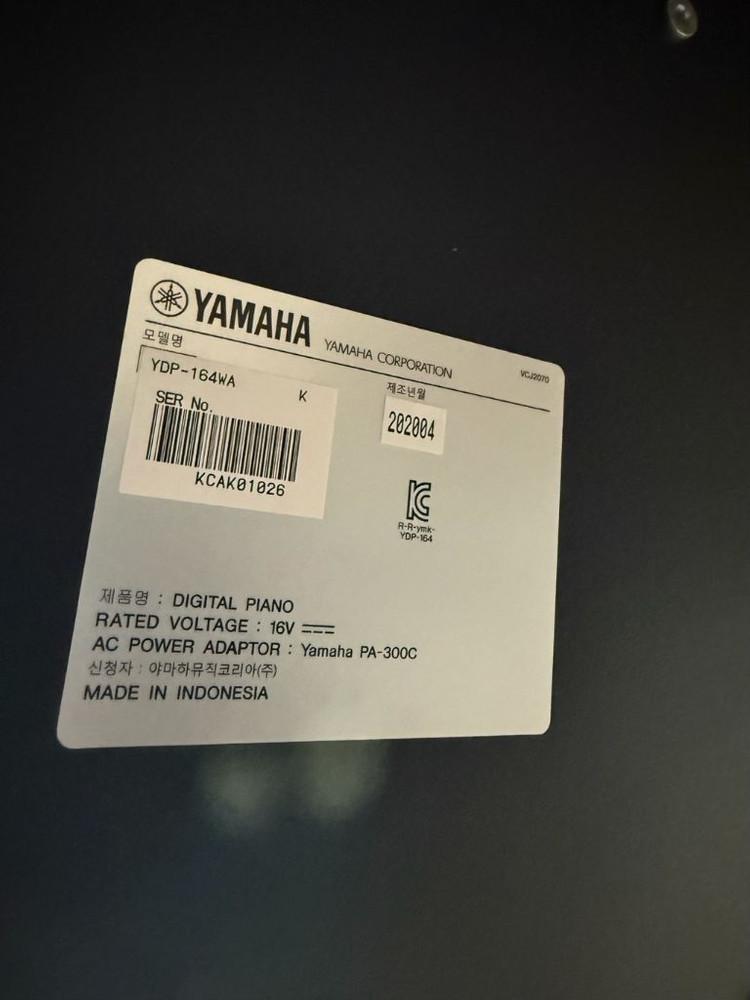 YAMAHA YAMAHA CORPORATION VCJ2070
모델명
YDP-164WA K
SER No.
KCAK01026
제조년월
202004
R-R-ymk-
YDP-164
제품명 : DIGITAL PIANO
RATED VOLTAGE : 16V
AC POWER ADAPTOR : Yamaha PA-300C
신청자 : 야마하뮤직코리아(주)
MADE IN INDONESIA